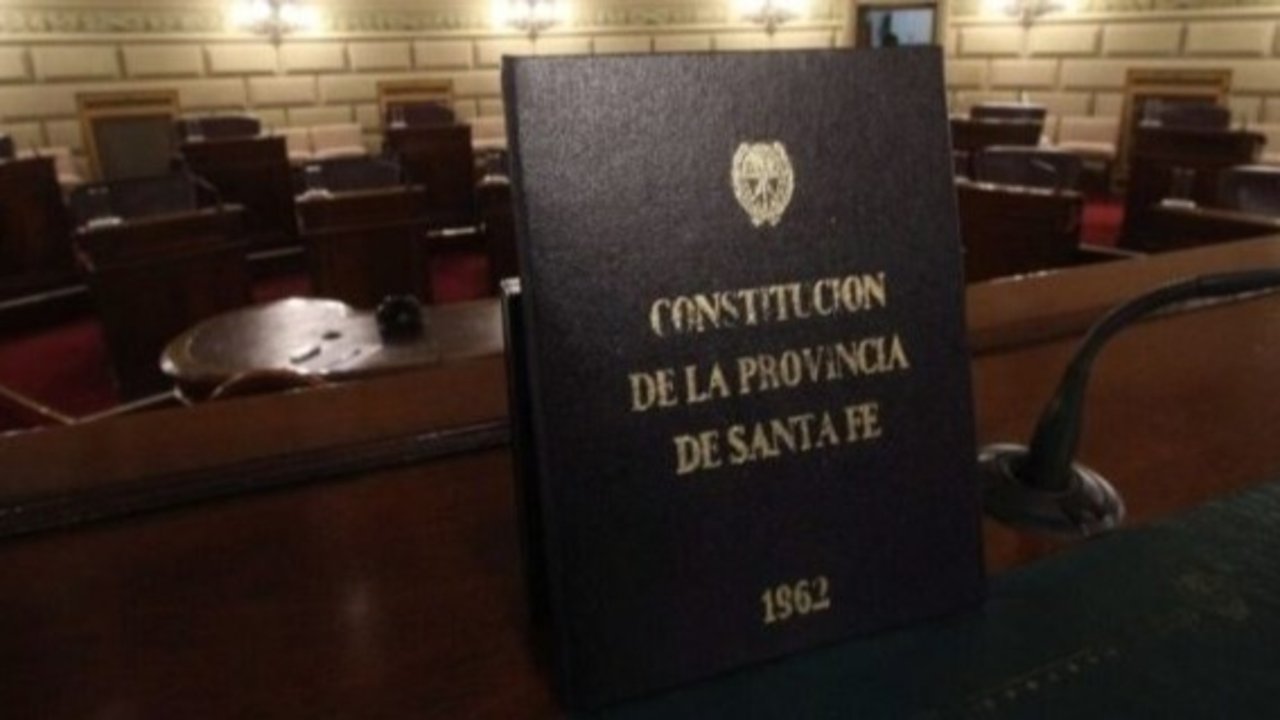 CONSTITUCION
DE LA PROVINCIA
DE SANTA FE
1962